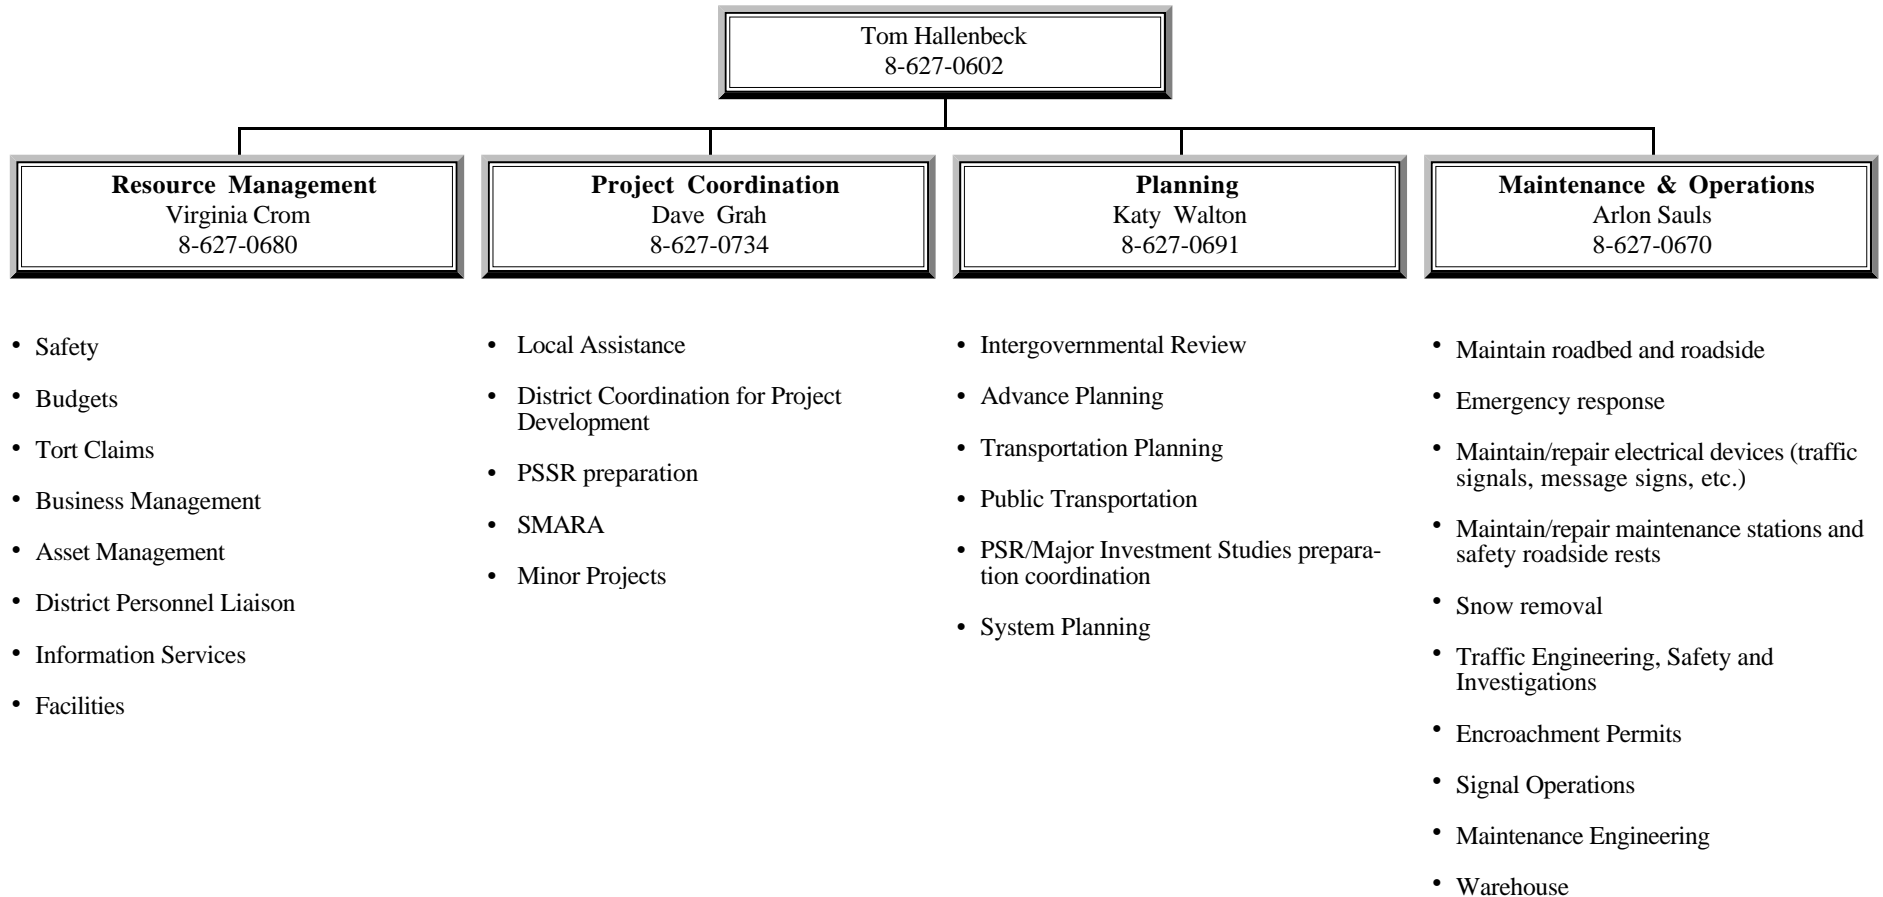 Tom Hallenbeck
8-627-0602
Resource Management
Virginia Crom
8-627-0680
Project Coordination
Dave Grah
8-627-0734
Planning
Katy Walton
8-627-0691
Maintenance & Operations
Arlon Sauls
8-627-0670
• Safety
• Budgets
• Tort Claims
• Business Management
• Asset Management
• District Personnel Liaison
• Information Services
• Facilities
• Local Assistance
• District Coordination for Project
Development
• PSSR preparation
• SMARA
• Minor Projects
• Intergovernmental Review
• Advance Planning
• Transportation Planning
• Public Transportation
• PSR/Major Investment Studies prepara-
tion coordination
• System Planning
• Maintain roadbed and roadside
• Emergency response
• Maintain/repair electrical devices (traffic
signals, message signs, etc.)
• Maintain/repair maintenance stations and
safety roadside rests
• Snow removal
• Traffic Engineering, Safety and
Investigations
• Encroachment Permits
• Signal Operations
• Maintenance Engineering
• Warehouse